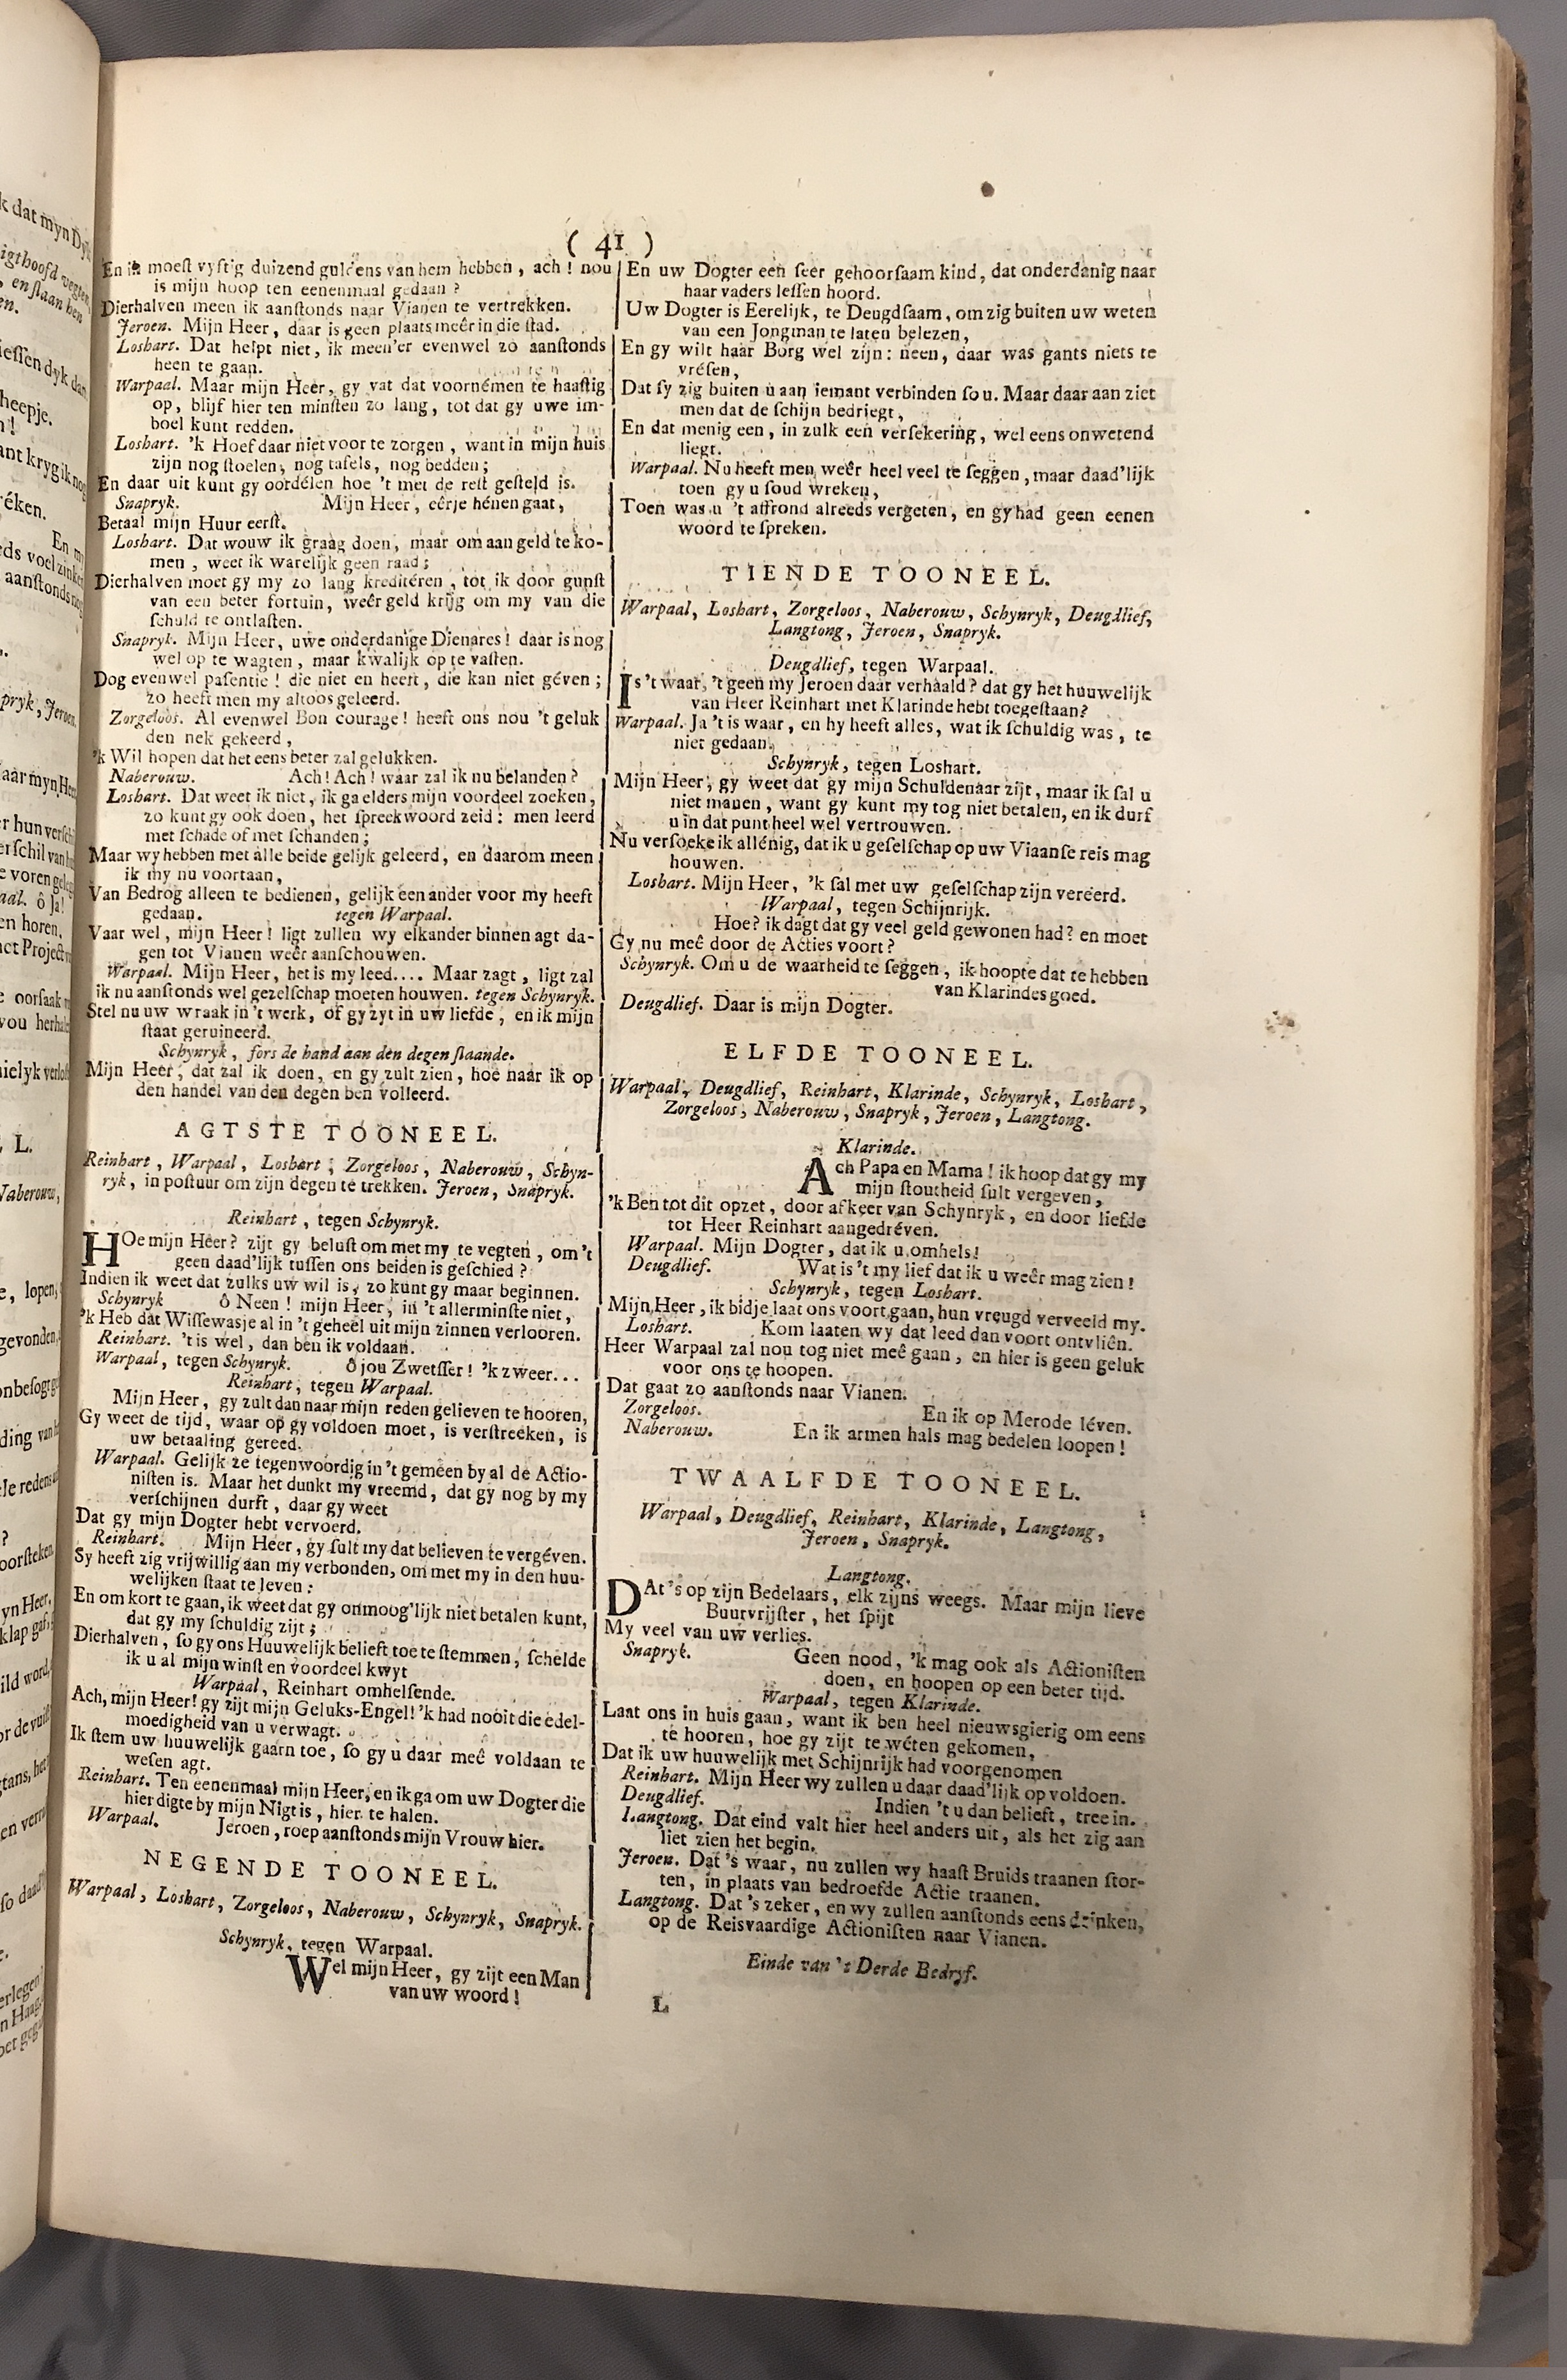 ( 41 )
En ik moeſt vyftig duizend guldens van hem hebben, ach! nou
is mijn hoop ten eenenmaal gedaan?
Dierhalven meen ik aanſtonds naar Vianen te vertrekken.
Jeroen. Mijn Heer, daar is geen plaats meêr in die ſtad.
Losbart. Dat helpt niet, ik meen'er evenwel zo aanſtonds
heen te gaan.
Warpaal. Maar mijn Heer, gy vat dat voornémen te haaſtig
op, blijf hier ten minſten zo lang, tot dat gy uwe im-
boel kunt redden.
Losbart. 'k Hoef daar niet voor te zorgen, want in mijn huis
zijn nog ſtoelen, nog tafels, nog bedden;
En daar uit kunt gy oordélen hoe 't met de reſt geſteld is.
Snapryk. Mijn Heer, eêrje hénen gaat,
Betaal mijn Huur eerſt.
Losbart. Dat wouw ik graag doen, maar om aan geld te ko-
men, weet ik warelijk geen raad;
Dierhalven moet gy my zo lang kreditéren, tot ik door gunſt
van een beter fortuin, weêr geld krijg om my van die
ſchuld te ontlaſten.
Snapryk. Mijn Heer, uwe onderdanige Dienares! daar is nog
wel op te wagten, maar kwalijk op te vaſten.
Dog evenwel paſentie! die niet en heeft, die kan niet géven;
zo heeft men my altoos geleerd.
Zorgeloos. Al evenwel Bon courage! heeft ons nou 't geluk
den nek gekeerd,
'k Wil hopen dat het eens beter zal gelukken.
Naberouw. Ach! Ach! waar zal ik nu belanden?
Losbart. Dat weet ik niet, ik ga elders mijn voordeel zoeken,
zo kunt gy ook doen, het ſpreekwoord zeid: men leerd
met ſchade of met ſchanden;
Maar wy hebben met alle beide gelijk geleerd, en daarom meen
ik my nu voortaan,
Van Bedrog alleen te bedienen, gelijk een ander voor my heeft
gedaan. tegen Warpaal.
Vaar wel, mijn Heer! ligt zullen wy elkander binnen agt da-
gen tot Vianen weêr aanſchouwen.
Warpaal. Mijn Heer, het is my leed.... Maar zagt, ligt zal
ik nu aanſtonds wel gezelſchap moeten houwen. tegen Schynryk.
Stel nu uw wraak in 't werk, of gy zyt in uw liefde, en ik mijn
ſtaat geruineerd.
Schynryk, fors de hand aan den degen ſlaande.
Mijn Heer, dat zal ik doen, en gy zult zien, hoe naar ik op
den handel van den degen ben volleerd.
AGTSTE TOONEEL.
Reinhart, Warpaal, Losbart, Zorgeloos, Naberouw, Schyn-
ryk, in poſtuur om zijn degen te trekken. Jeroen, Snapryk.
Reinhart, tegen Schynryk.
HOe mijn Heer? zijt gy beluſt om met my te vegten, om 't
geen daad'lijk tuſſen ons beiden is geſchied?
Indien ik weet dat zulks uw wil is, zo kunt gy maar beginnen.
Schynryk ô Neen! mijn Heer, in 't allerminſte niet,
'k Heb dat Wiſſewasje al in 't geheel uit mijn zinnen verlooren.
Reinhart. 't is wel, dan ben ik voldaan.
Warpaal, tegen Schynryk. ô jou Zwetſſer! 'k zweer...
Reinhart, tegen Warpaal.
Mijn Heer, gy zult dan naar mijn reden gelieven te hooren,
Gy weet de tijd, waar op gy voldoen moet, is verſtreeken, is
uw betaaling gereed.
Warpaal. Gelijk ze tegenwoordig in 't gemeen by al de Actio-
niſten is. Maar het dunkt my vreemd, dat gy nog by my
verſchijnen durft, daar gy weet
Dat gy mijn Dogter hebt vervoerd.
Reinhart. Mijn Heer, gy ſult my dat believen te vergéven.
Sy heeft zig vrijwillig aan my verbonden, om met my in den huu-
welijken ſtaat te leven:
En om kort te gaan, ik weet dat gy onmoog'lijk niet betalen kunt,
dat gy my ſchuldig zijt;
Dierhalven, ſo gy ons Huuwelijk belieft toe te ſtemmen, ſchelde
ik u al mijn winſt en voordeel kwyt
Warpaal, Reinhart omhelſende.
Ach, mijn Heer! gy zijt mijn Geluks-Engel! 'k had nooit die edel-
moedigheid van u verwagt.
Ik ſtem uw huuwelijk gaarn toe, ſo gy u daar meê voldaan te
weſen agt.
Reinhart. Ten eenenmaal mijn Heer, en ik ga om uw Dogter die
hier digte by mijn Nigt is, hier te halen.
Warpaal. Jeroen, roep aanſtonds mijn Vrouw hier.
NEGENDE TOONEEL.
Warpaal, Losbart, Zorgeloos, Naberouw, Schynryk, Snapryk.
Schynryk, tegen Warpaal.
Wel mijn Heer, gy zijt een Man
van uw woord!
En uw Dogter een ſeer gehoorſaam kind, dat onderdanig naar
haar vaders leſſen hoord.
Uw Dogter is Eerelijk, te Deugdſaam, om zig buiten uw weten
van een Jongman te laten belezen,
En gy wilt haar Borg wel zijn: neen, daar was gants niets te
vréſen,
Dat ſy zig buiten u aan iemant verbinden ſou. Maar daar aan ziet
men dat de ſchijn bedriegt,
En dat menig een, in zulk een verſekering, wel eens onwetend
liegt.
Warpaal. Nu heeft men weêr heel veel te ſeggen, maar daad'lijk
toen gy u ſoud wreken,
Toen was u 't affrond alreeds vergeten, en gy had geen eenen
woord te ſpreken.
TIENDE TOONEEL.
Warpaal, Losbart, Zorgeloos, Naberouw, Schynryk, Deugdlief,
Langtong, Jeroen, Snapryk.
Deugdlief, tegen Warpaal.
Is 't waar, 't geen my Jeroen daar verhaald? dat gy het huuwelijk
van Heer Reinhart met Klarinde hebt toegeſtaan?
Warpaal. Ja 't is waar, en hy heeft alles, wat ik ſchuldig was, te
niet gedaan.
Schynryk, tegen Losbart.
Mijn Heer, gy weet dat gy mijn Schuldenaar zijt, maar ik ſal u
niet manen, want gy kunt my tog niet betalen, en ik durf
u in dat punt heel wel vertrouwen.
Nu verſoeke ik allénig, dat ik u geſelſchap op uw Viaanſe reis mag
houwen.
Losbart. Mijn Heer, 'k ſal met uw geſelſchap zijn vereerd.
Warpaal, tegen Schijnrijk.
Hoe? ik dagt dat gy veel geld gewonen had? en moet
Gy nu meê door de Acties voort?
Schynryk. Om u de waarheid te ſeggen, ik hoopte dat te hebben
van Klarindes goed.
Deugdlief. Daar is mijn Dogter.
ELFDE TOONEEL.
Warpaal, Deugdlief, Reinhart, Klarinde, Schynryk, Losbart,
Zorgeloos, Naberouw, Snapryk, Jeroen, Langtong.
Klarinde.
Ach Papa en Mama! ik hoop dat gy my
mijn ſtoutheid ſult vergeven,
'k Ben tot dit opzet, door afkeer van Schynryk, en door liefde
tot Heer Reinhart aangedréven.
Warpaal. Mijn Dogter, dat ik u omhels!
Deugdlief. Wat is 't my lief dat ik u weêr mag zien!
Schynryk, tegen Losbart.
Mijn Heer, ik bidje laat ons voort gaan, hun vreugd verveeld my.
Losbart. Kom laaten wy dat leed dan voort ontvliên.
Heer Warpaal zal nou tog niet meê gaan, en hier is geen geluk
voor ons te hoopen.
Dat gaat zo aanſtonds naar Vianen.
Zorgeloos. En ik op Merode léven.
Naberouw. En ik armen hals mag bedelen loopen!
TWAALFDE TOONEEL.
Warpaal, Deugdlief, Reinhart, Klarinde, Langtong,
Jeroen, Snapryk.
Langtong.
DAt 's op zijn Bedelaars, elk zijns weegs. Maar mijn lieve
Buurvrijſter, het ſpijt
My veel van uw verlies.
Snapryk. Geen nood, 'k mag ook als Actioniſten
doen, en hoopen op een beter tijd.
Warpaal, tegen Klarinde.
Laat ons in huis gaan, want ik ben heel nieuwsgierig om eens
te hooren, hoe gy zijt te wéten gekomen,
Dat ik uw huuwelijk met Schijnrijk had voorgenomen
Reinhart. Mijn Heer wy zullen u daar daad'lijk op voldoen.
Deugdlief. Indien 't u dan belieft, tree in.
Langtong. Dat eind valt hier heel anders uit, als het zig aan
liet zien het begin.
Jeroen. Dat 's waar, nu zullen wy haaſt Bruids traanen ſtor-
ten, in plaats van bedroefde Actie traanen.
Langtong. Dat 's zeker, en wy zullen aanſtonds eens drinken,
op de Reisvaardige Actioniſten naar Vianen.
Einde van 't Derde Bedryf.
L